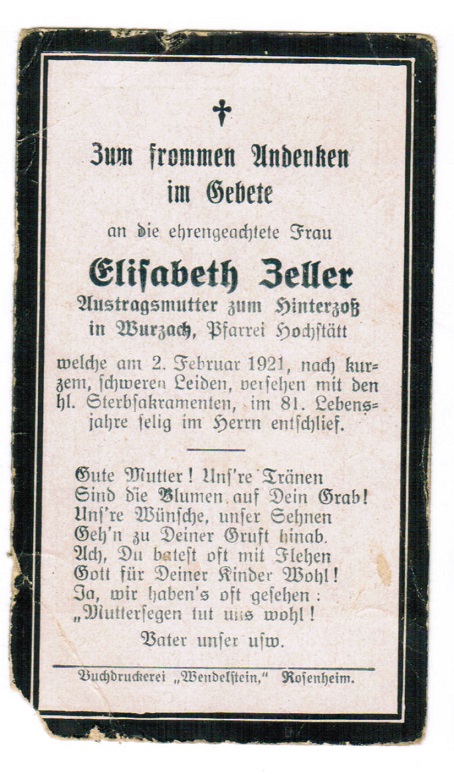 Zum frommen Andenken
im Gebete
an die ehrengeachtete Frau
Elisabeth Zeller
Austragsmutter zum Hinterzoß
in Wurzach, Pfarrei Hochstätt
welche am 2. Februar 1921, nach kur=
zem, schweren Leiden, versehen mit den
hl. Sterbsakramenten, im 81. Lebens=
jahre selig im Herrn entschlief.
Gute Mutter! Uns're Tränen
Sind die Blumen auf Dein Grab!
Uns're Wünsche, unser Sehnen
Geh'n zu Deiner Gruft hinab.
Ach, Du batest oft mit Flehen
Gott für Deiner Kinder Wohl!
Ja, wir haben's oft gesehen:
„Muttersegen tut uns wohl!
Vater unser usw.
Buchdruckerei „Wendelstein," Rosenheim.